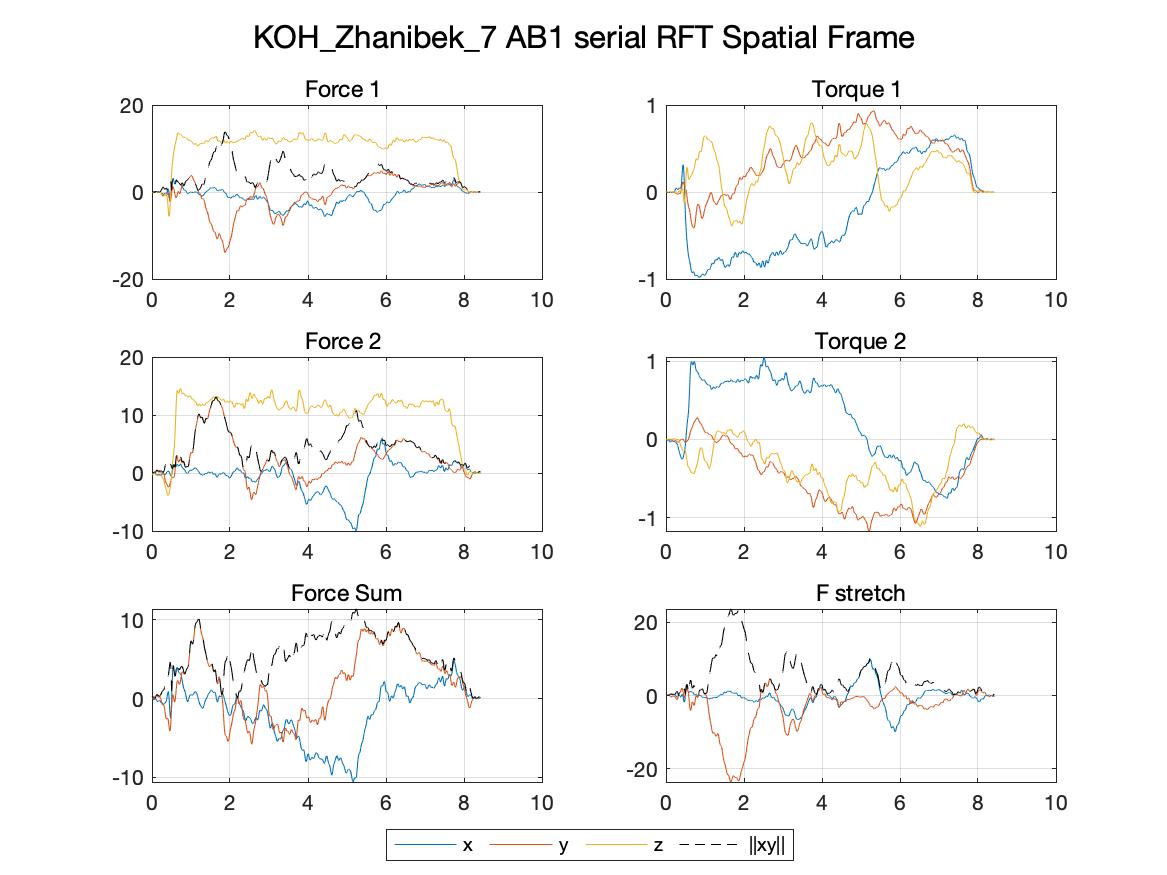 KOH_Zhanibek_7 AB1 serial RFT Spatial Frame
Force 1
20
0
-20
0 2 4 6 8 10
Torque 1
1
0
-1
0 2 4 6 8 10
Force 2
20
10
0
-10
0 2 4 6 8 10
Torque 2
1
0
-1
0 2 4 6 8 10
Force Sum
10
0
-10
0 2 4 6 8 10
F stretch
20
0
-20
0 2 4 6 8 10
x y z ||xy||